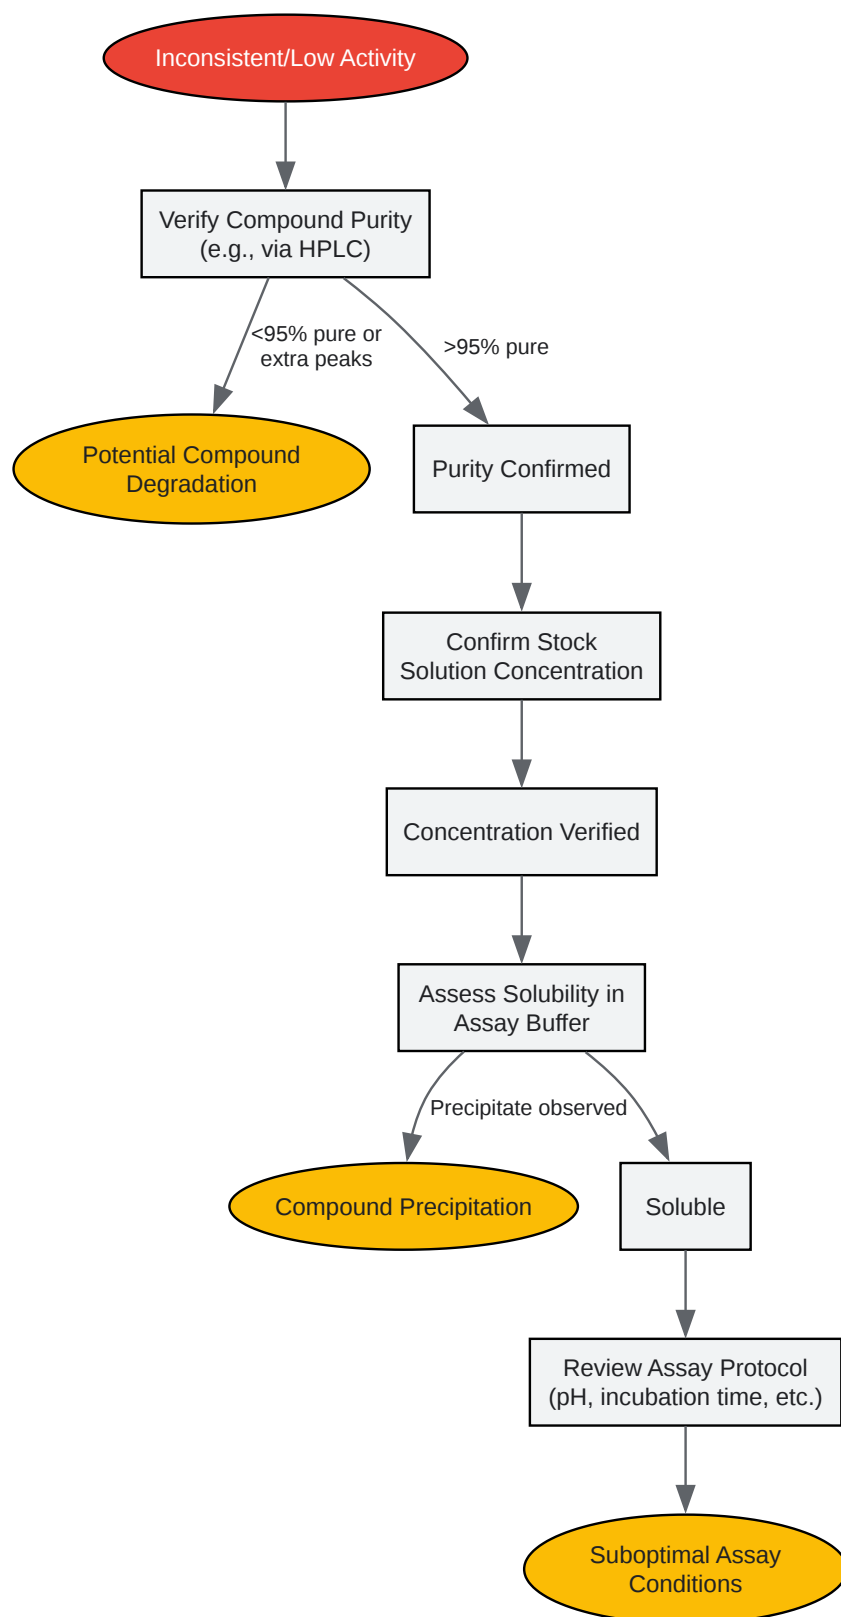 Inconsistent/Low Activity
Verify Compound Purity
(e.g., via HPLC)
<95% pure or
extra peaks
>95% pure
Potential Compound
Degradation
Purity Confirmed
Confirm Stock
Solution Concentration
Concentration Verified
Assess Solubility in
Assay Buffer
Precipitate observed
Compound Precipitation
Soluble
Review Assay Protocol
(pH, incubation time, etc.)
Suboptimal Assay
Conditions